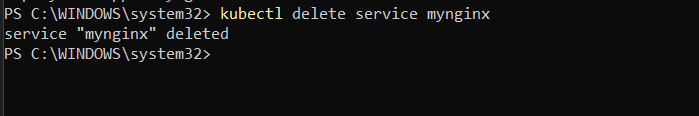 PS C:\WINDOWS\system32> kubectl delete service mynginx
service "mynginx" deleted
PS C:\WINDOWS\system32>